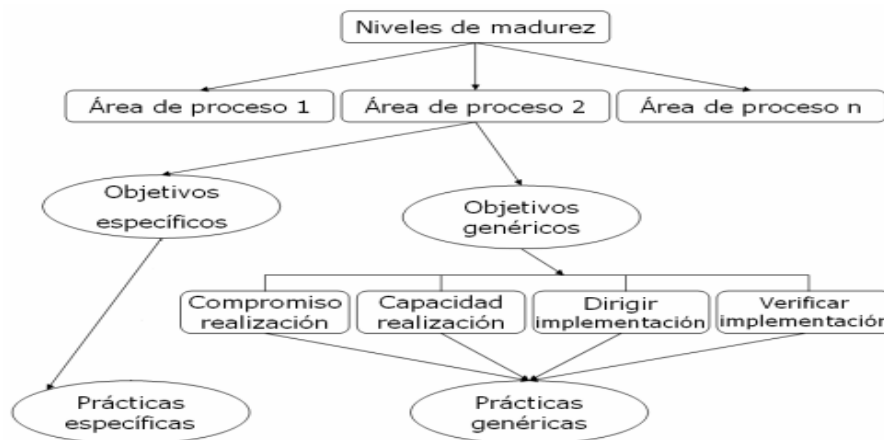 Niveles de madurez
Área de proceso 1
Área de proceso 2
Área de proceso n
Objetivos
específicos
Objetivos
genéricos
Compromiso
realización
Capacidad
realización
Dirigir
implementación
Verificar
implementación
Prácticas
específicas
Prácticas
genéricas